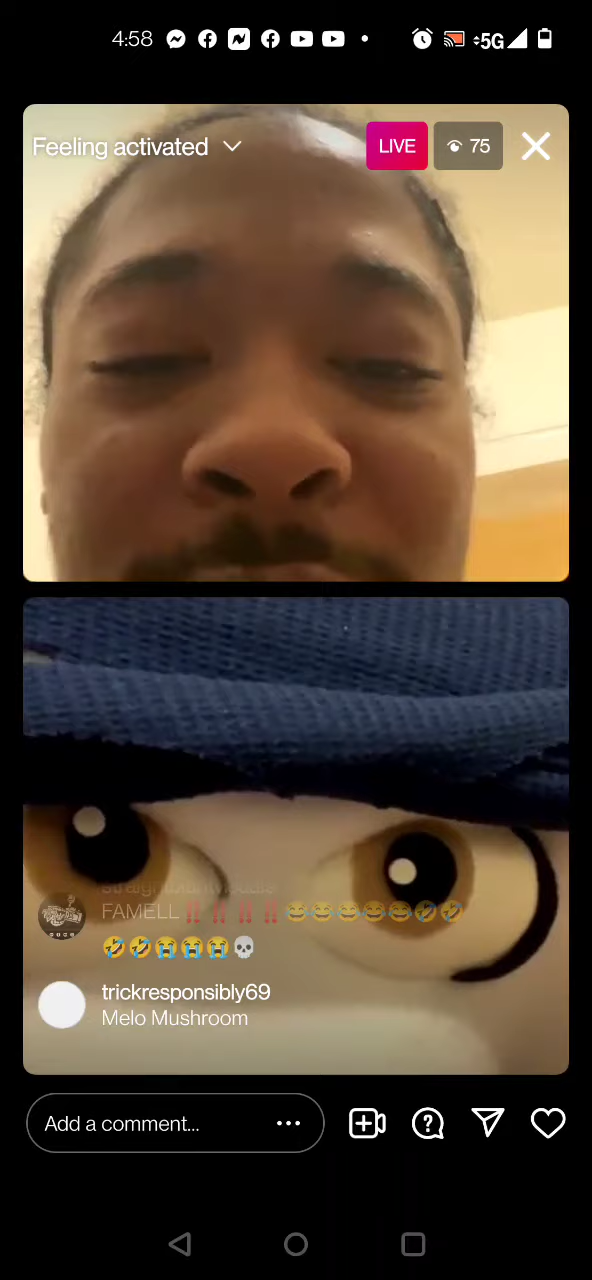 4:58
5G
Feeling activated
LIVE
75
FAMELL ‼️‼️‼️‼️😂😂😂😂😂🤣🤣
🤣🤣😭😭😭💀
trickresponsibly69
Melo Mushroom
Add a comment...